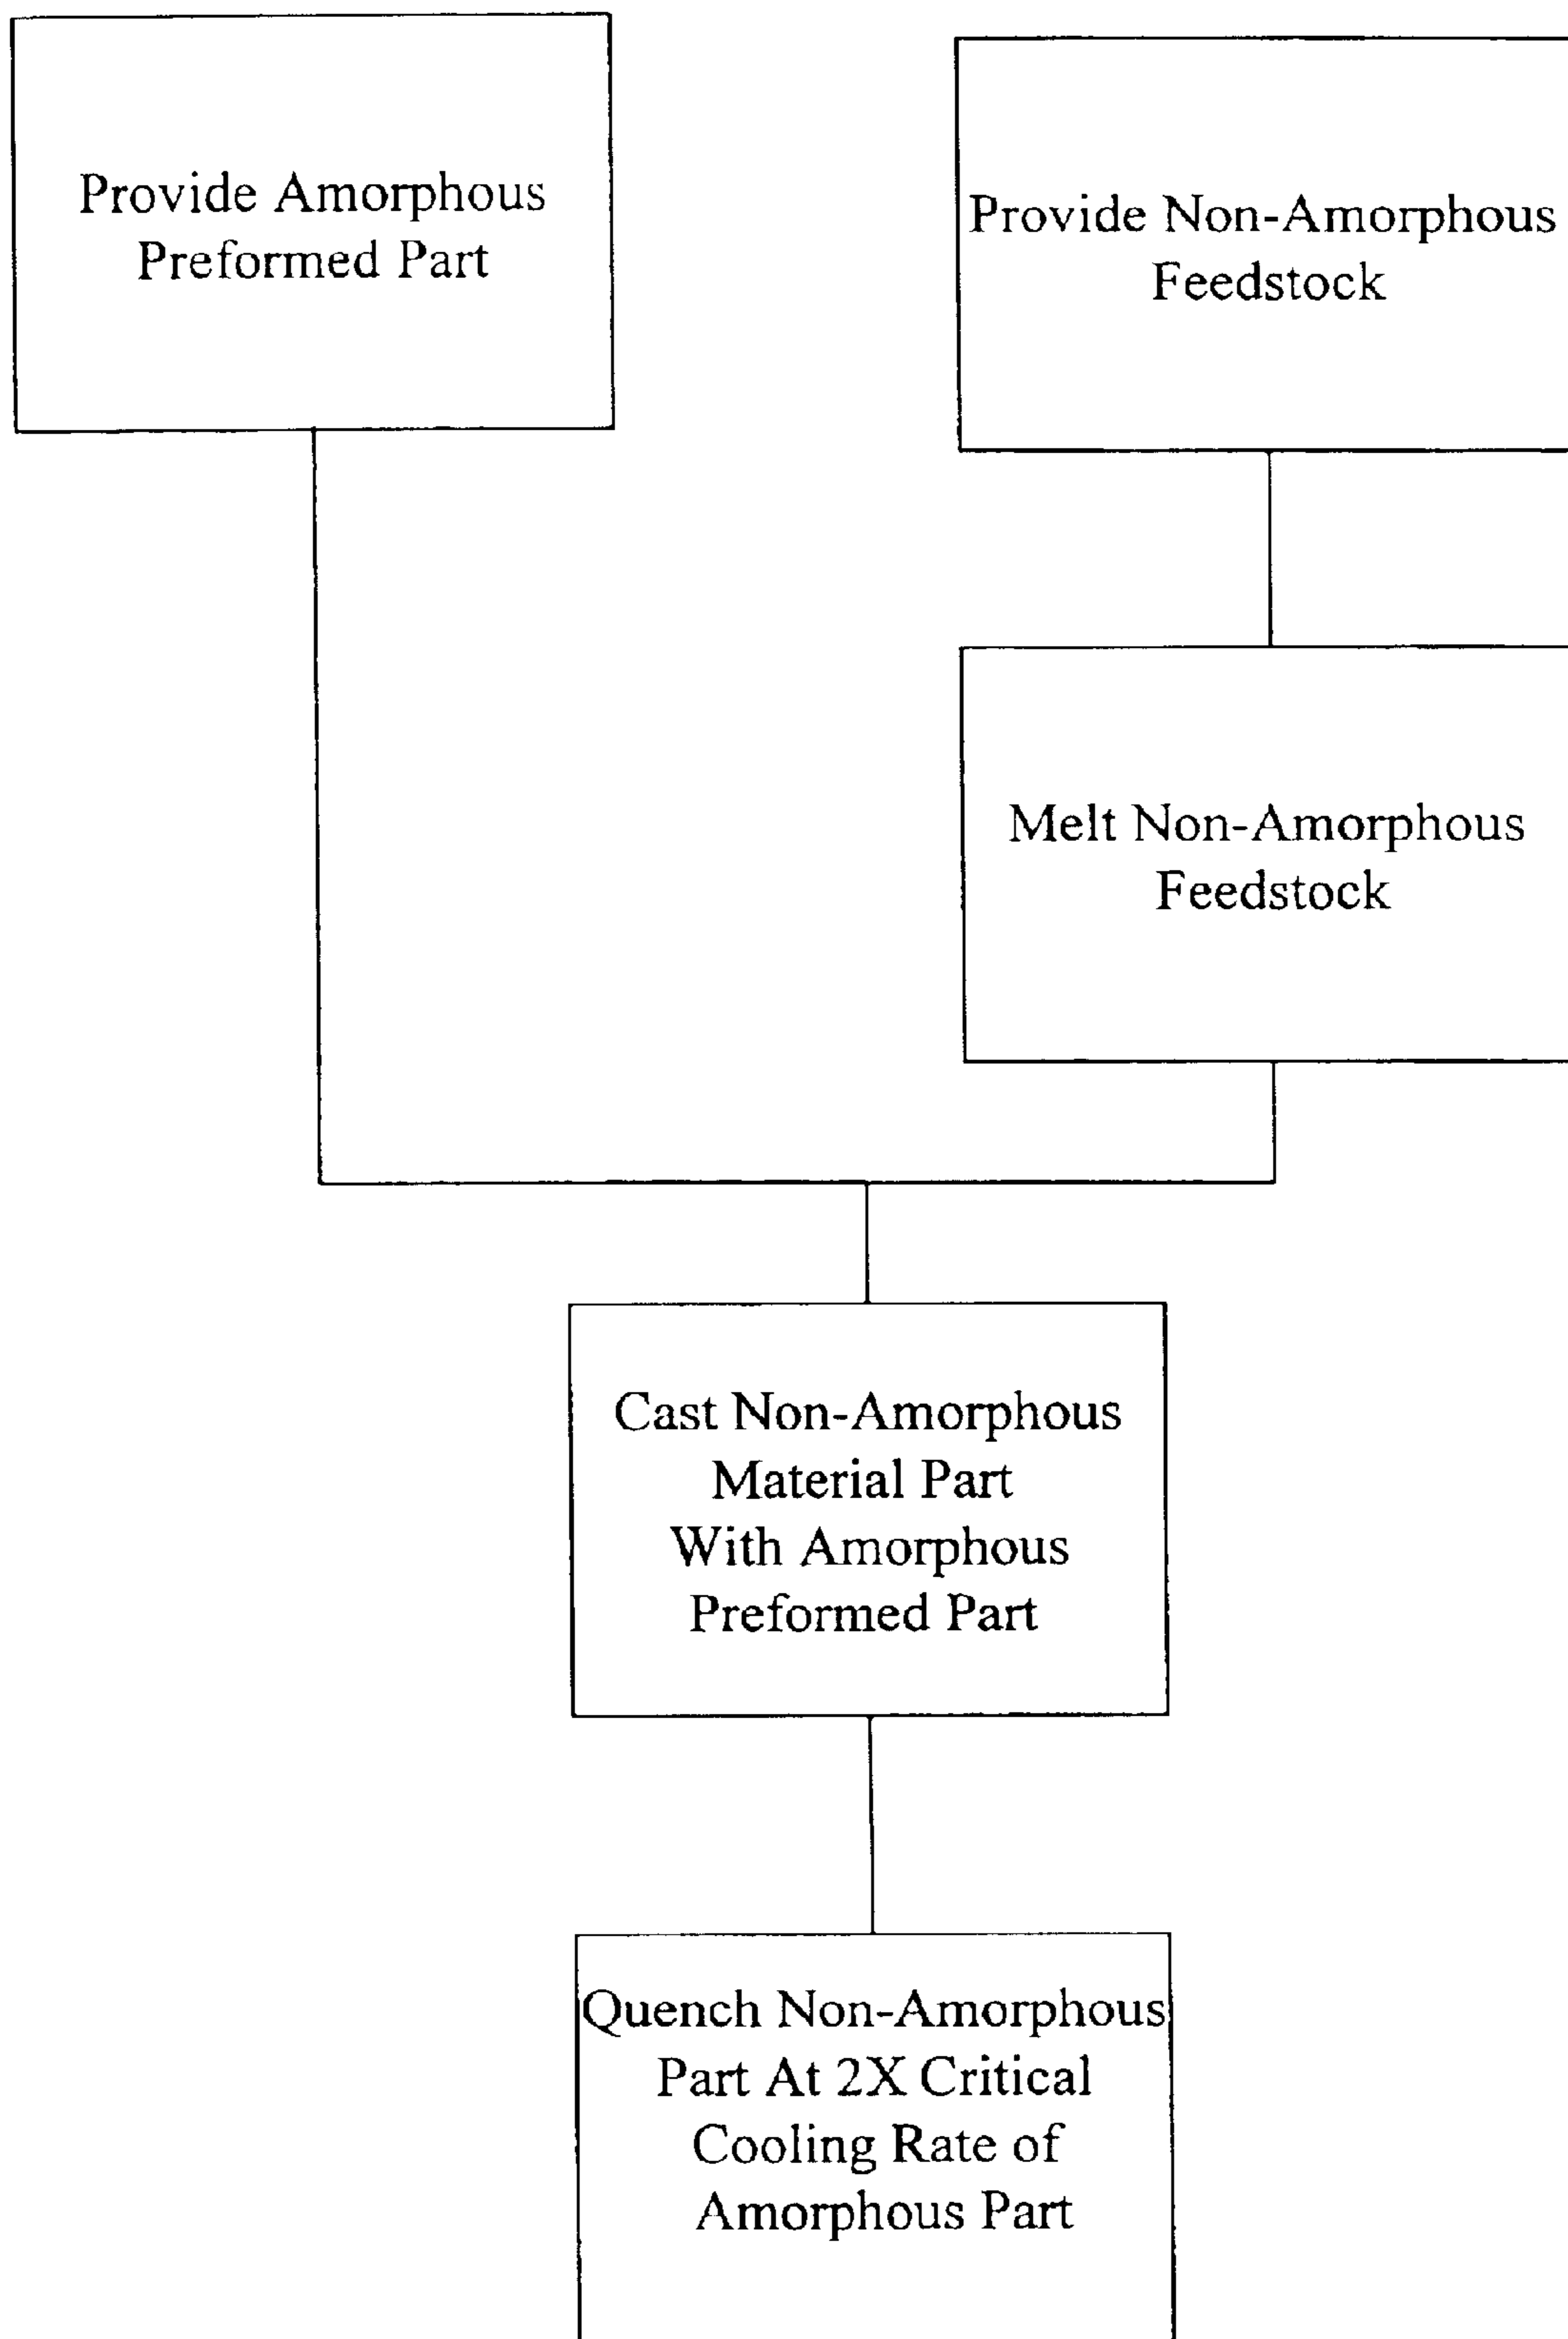 Provide Amorphous
Preformed Part
Provide Non-Amorphous
Feedstock
Melt Non-Amorphous
Feedstock
Cast Non-Amorphous
Material Part
With Amorphous
Preformed Part
Quench Non-Amorphous
Part At 2X Critical
Cooling Rate of
Amorphous Part